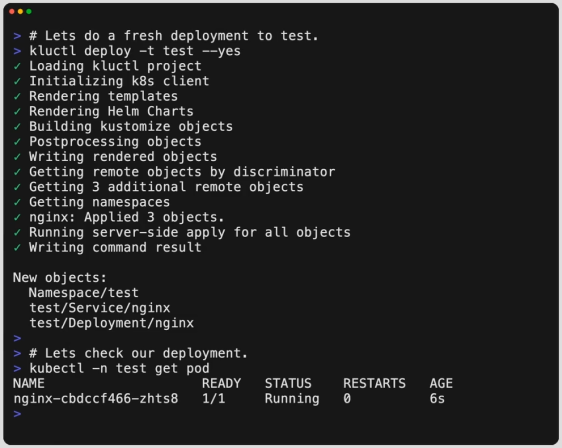 > # Lets do a fresh deployment to test.
> kluctl deploy -t test --yes
✓ Loading kluctl project
✓ Initializing k8s client
✓ Rendering templates
✓ Rendering Helm Charts
✓ Building kustomize objects
✓ Postprocessing objects
✓ Writing rendered objects
✓ Getting remote objects by discriminator
✓ Getting 3 additional remote objects
✓ Getting namespaces
✓ nginx: Applied 3 objects.
✓ Running server-side apply for all objects
✓ Writing command result

New objects:
  Namespace/test
  test/Service/nginx
  test/Deployment/nginx
>
> # Lets check our deployment.
> kubectl -n test get pod
NAME                    READY   STATUS    RESTARTS   AGE
nginx-cbdccf466-zhts8   1/1     Running   0          6s
>